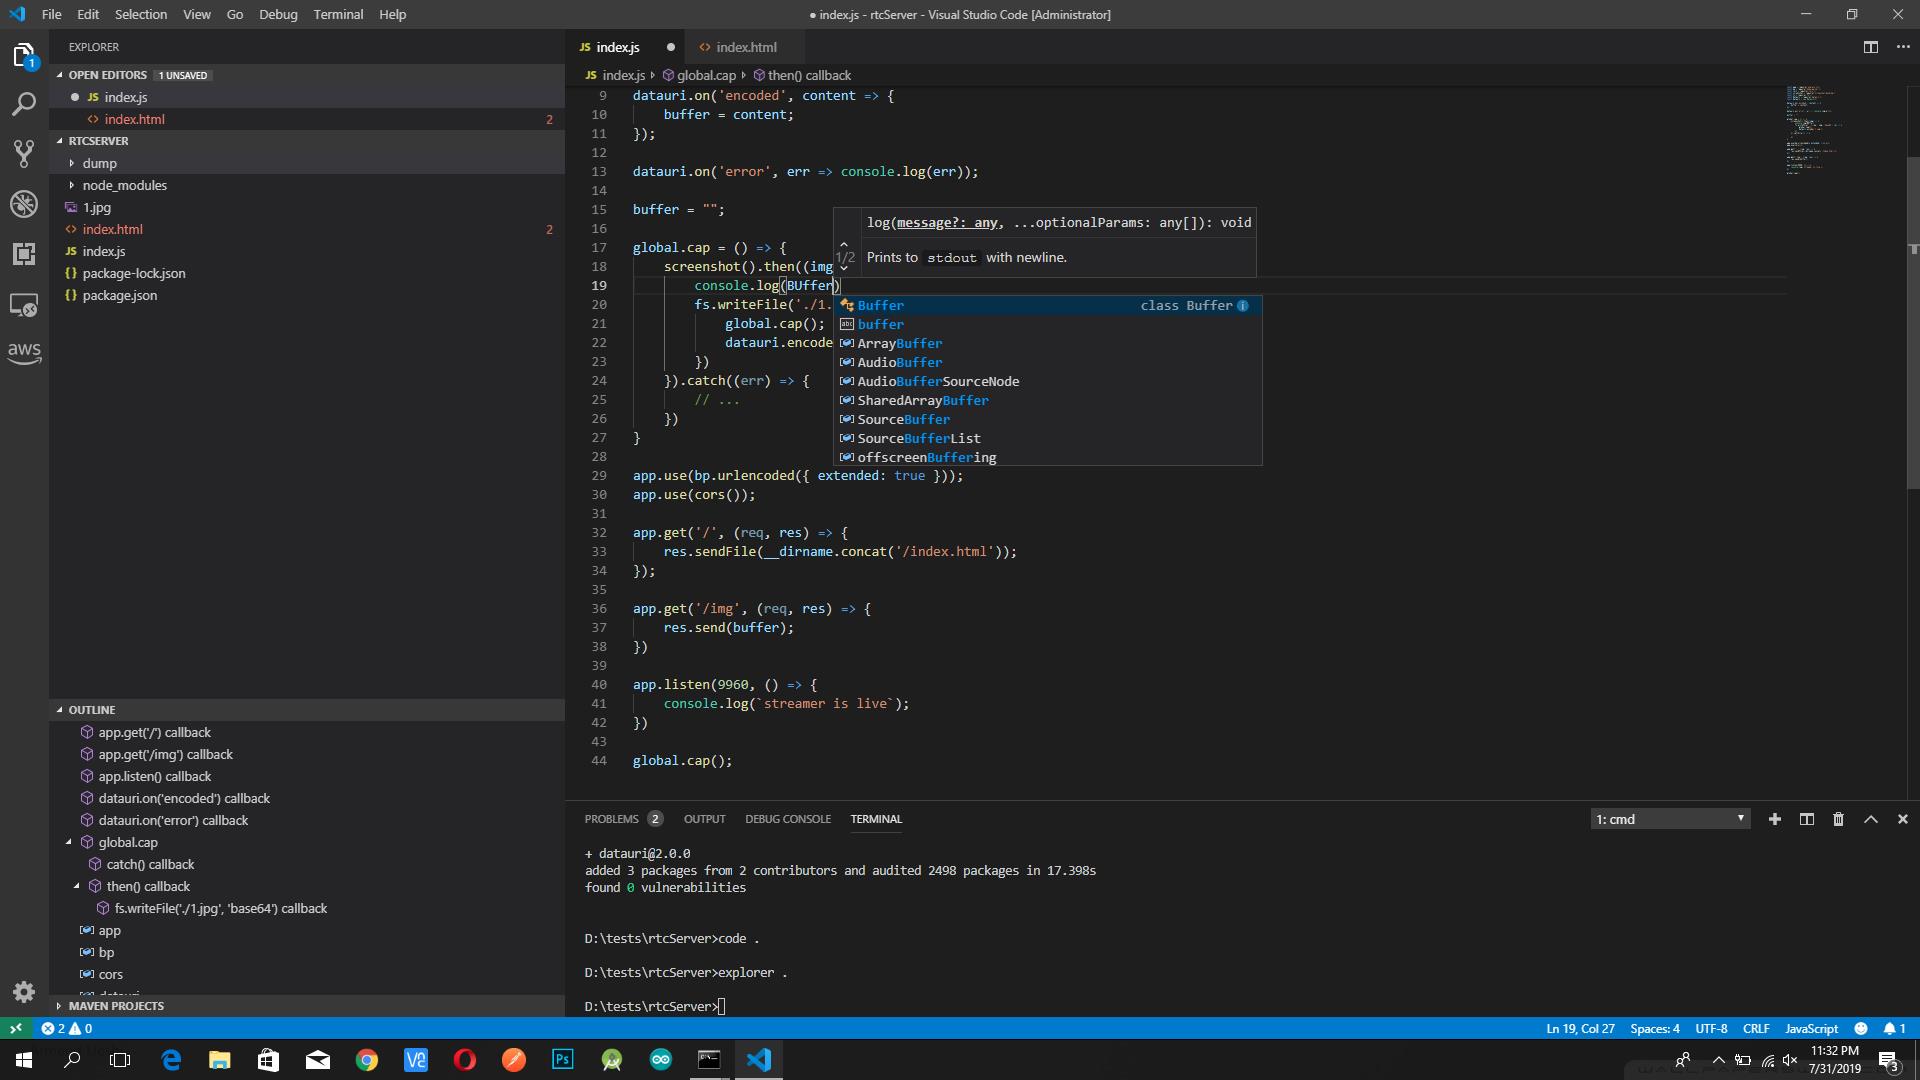 File Edit Selection View Go Debug Terminal Help
● index.js - rtcServer - Visual Studio Code [Administrator]
EXPLORER
OPEN EDITORS 1 UNSAVED
JS index.js
<> index.html 2
RTCSERVER
dump
node_modules
1.jpg
<> index.html 2
JS index.js
{} package-lock.json
{} package.json
1
aws
OUTLINE
app.get('/') callback
app.get('/img') callback
app.listen() callback
datauri.on('encoded') callback
datauri.on('error') callback
global.cap
catch() callback
then() callback
fs.writeFile('./1.jpg', 'base64') callback
app
bp
cors
MAVEN PROJECTS
JS index.js ● <> index.html
JS index.js global.cap then() callback
9 datauri.on('encoded', content => {
10 buffer = content;
11 });
12
13 datauri.on('error', err => console.log(err));
14
15 buffer = "";
16
17 global.cap = () => {
18 screenshot().then((img
19 console.log(BUffer)
20 fs.writeFile('./1.
21 global.cap();
22 datauri.encode
23 })
24 }).catch((err) => {
25 // ...
26 })
27 }
28
29 app.use(bp.urlencoded({ extended: true }));
30 app.use(cors());
31
32 app.get('/', (req, res) => {
33 res.sendFile(__dirname.concat('/index.html'));
34 });
35
36 app.get('/img', (req, res) => {
37 res.send(buffer);
38 })
39
40 app.listen(9960, () => {
41 console.log(`streamer is live`);
42 })
43
44 global.cap();
log(message?: any, ...optionalParams: any[]): void
1/2 Prints to stdout with newline.
Buffer class Buffer
abc buffer
ArrayBuffer
AudioBuffer
AudioBufferSourceNode
SharedArrayBuffer
SourceBuffer
SourceBufferList
offscreenBuffering
PROBLEMS 2 OUTPUT DEBUG CONSOLE TERMINAL 1: cmd
+ datauri@2.0.0
added 3 packages from 2 contributors and audited 2498 packages in 17.398s
found 0 vulnerabilities
D:\tests\rtcServer>code .
D:\tests\rtcServer>explorer .
D:\tests\rtcServer>
2 0 Ln 19, Col 27 Spaces: 4 UTF-8 CRLF JavaScript 1
Ps
11:32 PM
7/31/2019
3